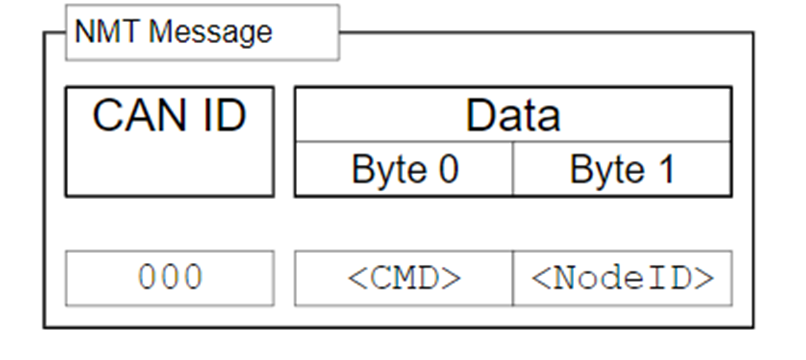 NMT Message
CAN ID
Data
Byte 0
Byte 1
000
<CMD>
<NodeID>